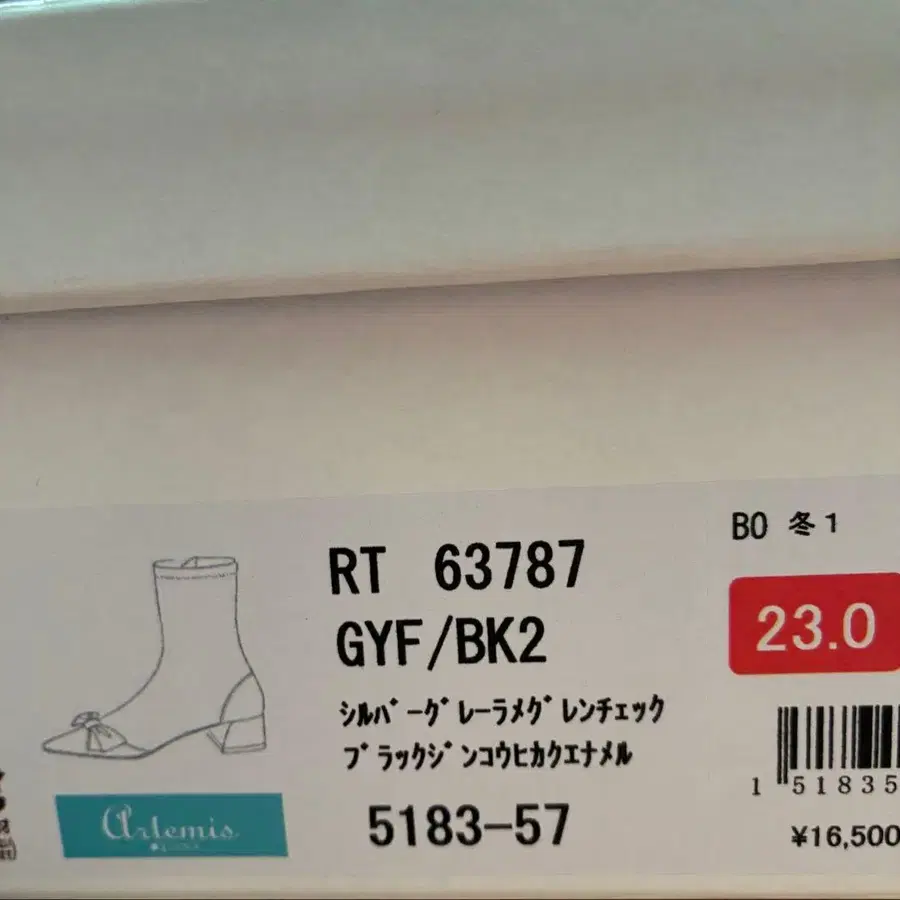 BO 冬1
RT 63787
23.0
GYF/BK2
シルバーグレーラメグレンチェック
ブラックジンコウヒカクエナメル
5183-57
1 51835
¥16,500
Artemis